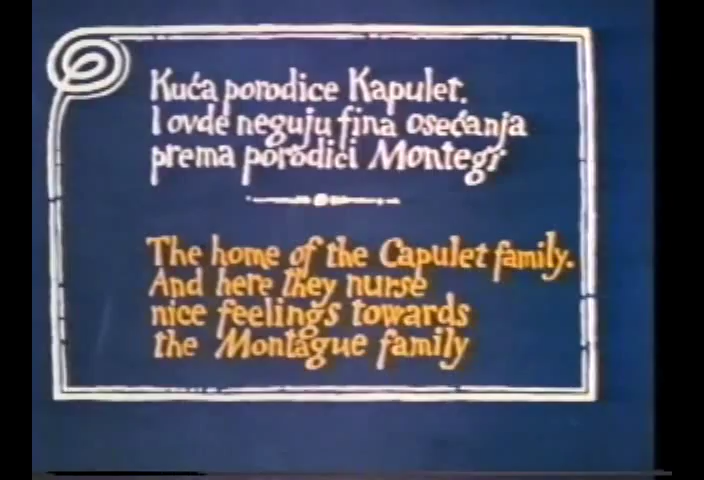 Kuća porodice Kapulet.
I ovde neguju fina osećanja
prema porodici Montegi
The home of the Capulet family.
And here they nurse
nice feelings towards
the Montague family